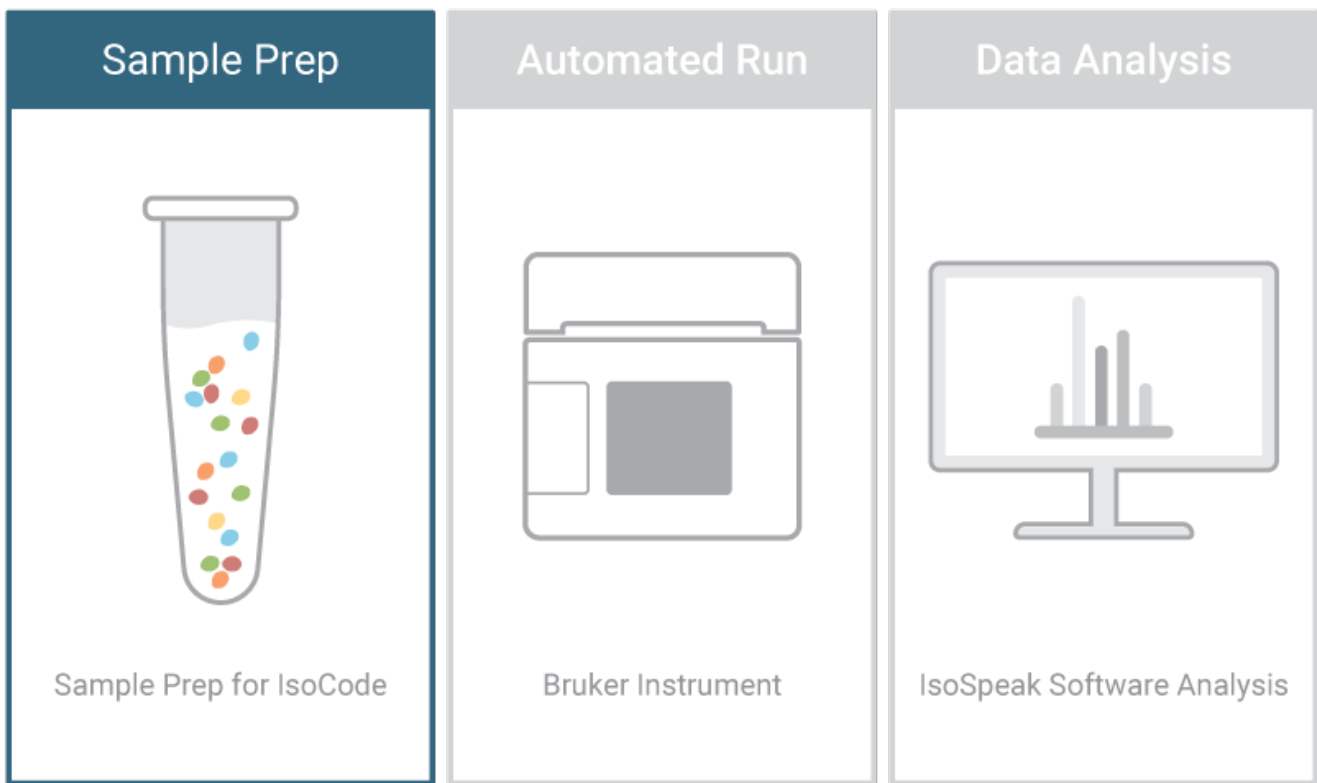 Sample Prep
Automated Run
Data Analysis
Sample Prep for IsoCode
Bruker Instrument
IsoSpeak Software Analysis